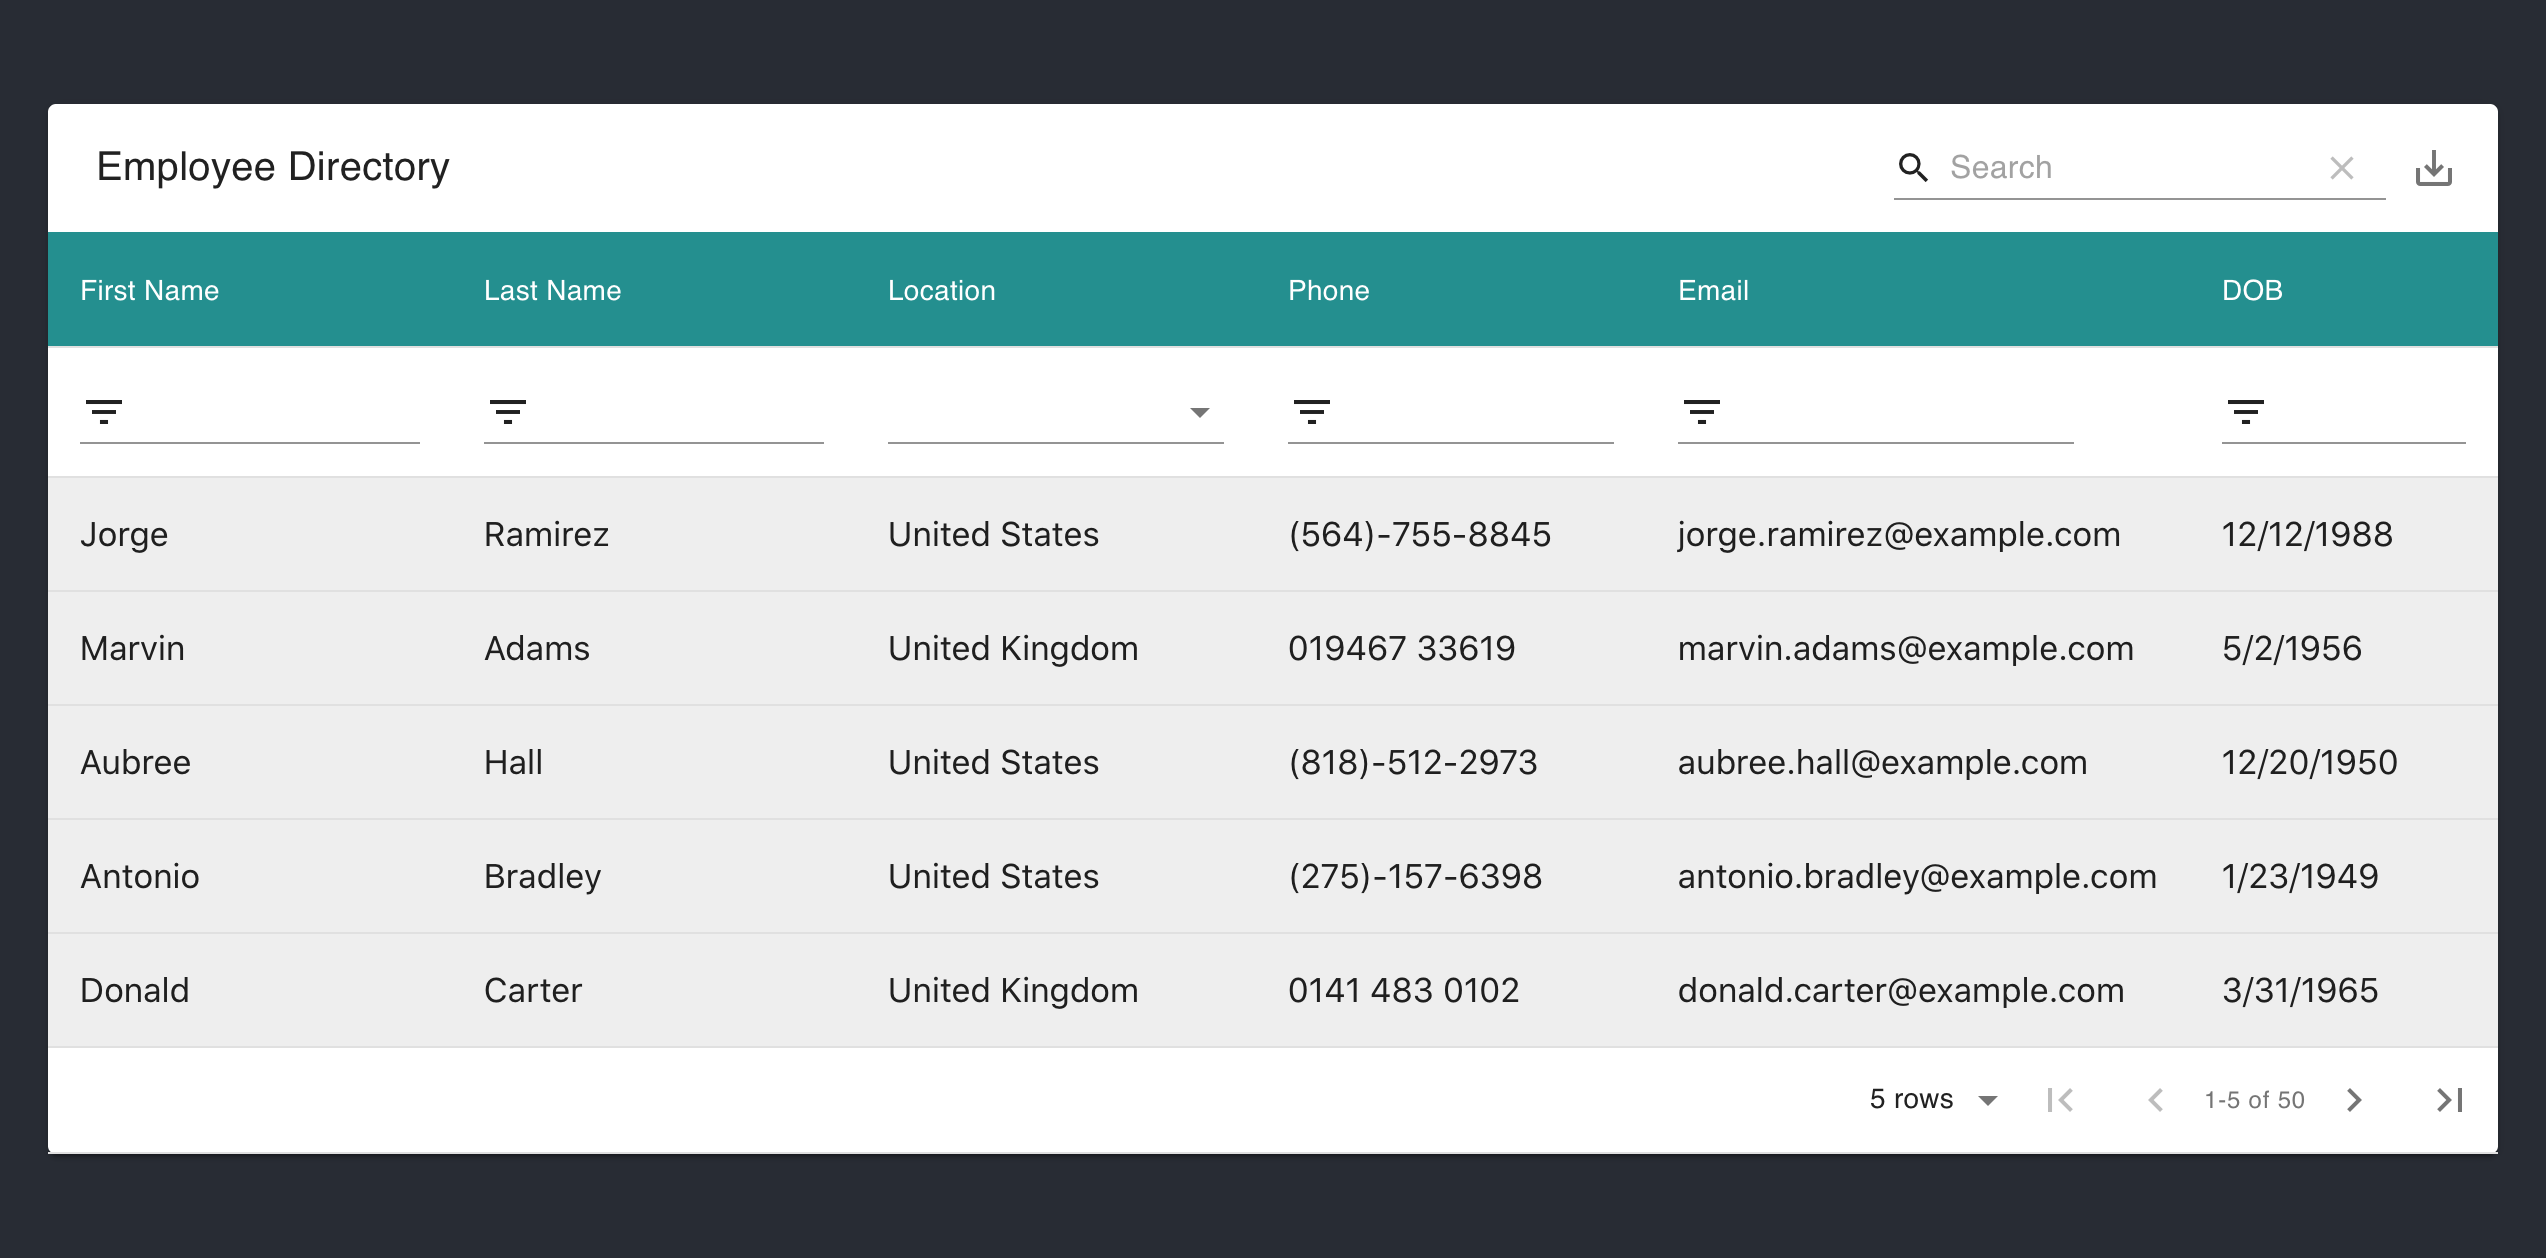 Employee Directory
Search
First Name Last Name Location Phone Email DOB
Jorge Ramirez United States (564)-755-8845 jorge.ramirez@example.com 12/12/1988
Marvin Adams United Kingdom 019467 33619 marvin.adams@example.com 5/2/1956
Aubree Hall United States (818)-512-2973 aubree.hall@example.com 12/20/1950
Antonio Bradley United States (275)-157-6398 antonio.bradley@example.com 1/23/1949
Donald Carter United Kingdom 0141 483 0102 donald.carter@example.com 3/31/1965
5 rows 1-5 of 50